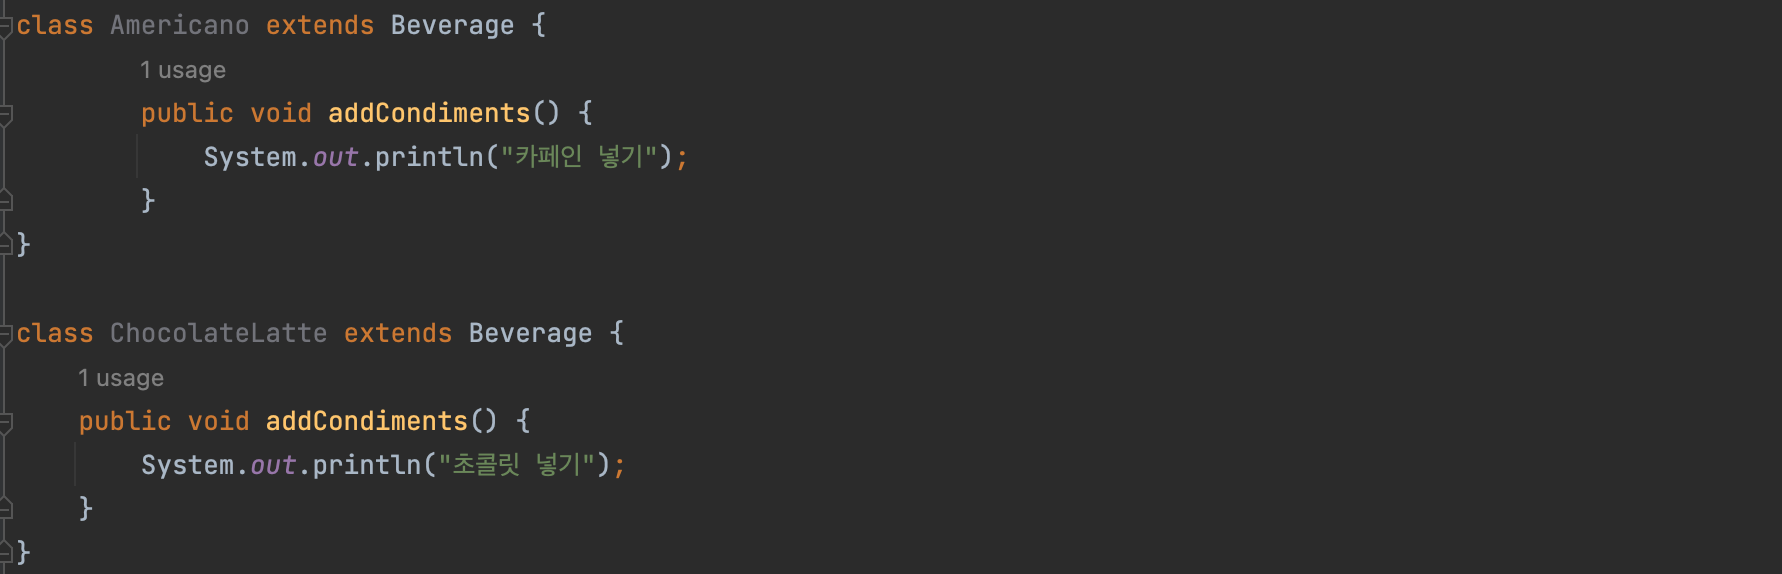 class Americano extends Beverage {
1 usage
public void addCondiments() {
System.out.println("카페인 넣기");
}
}
class ChocolateLatte extends Beverage {
1 usage
public void addCondiments() {
System.out.println("초콜릿 넣기");
}
}